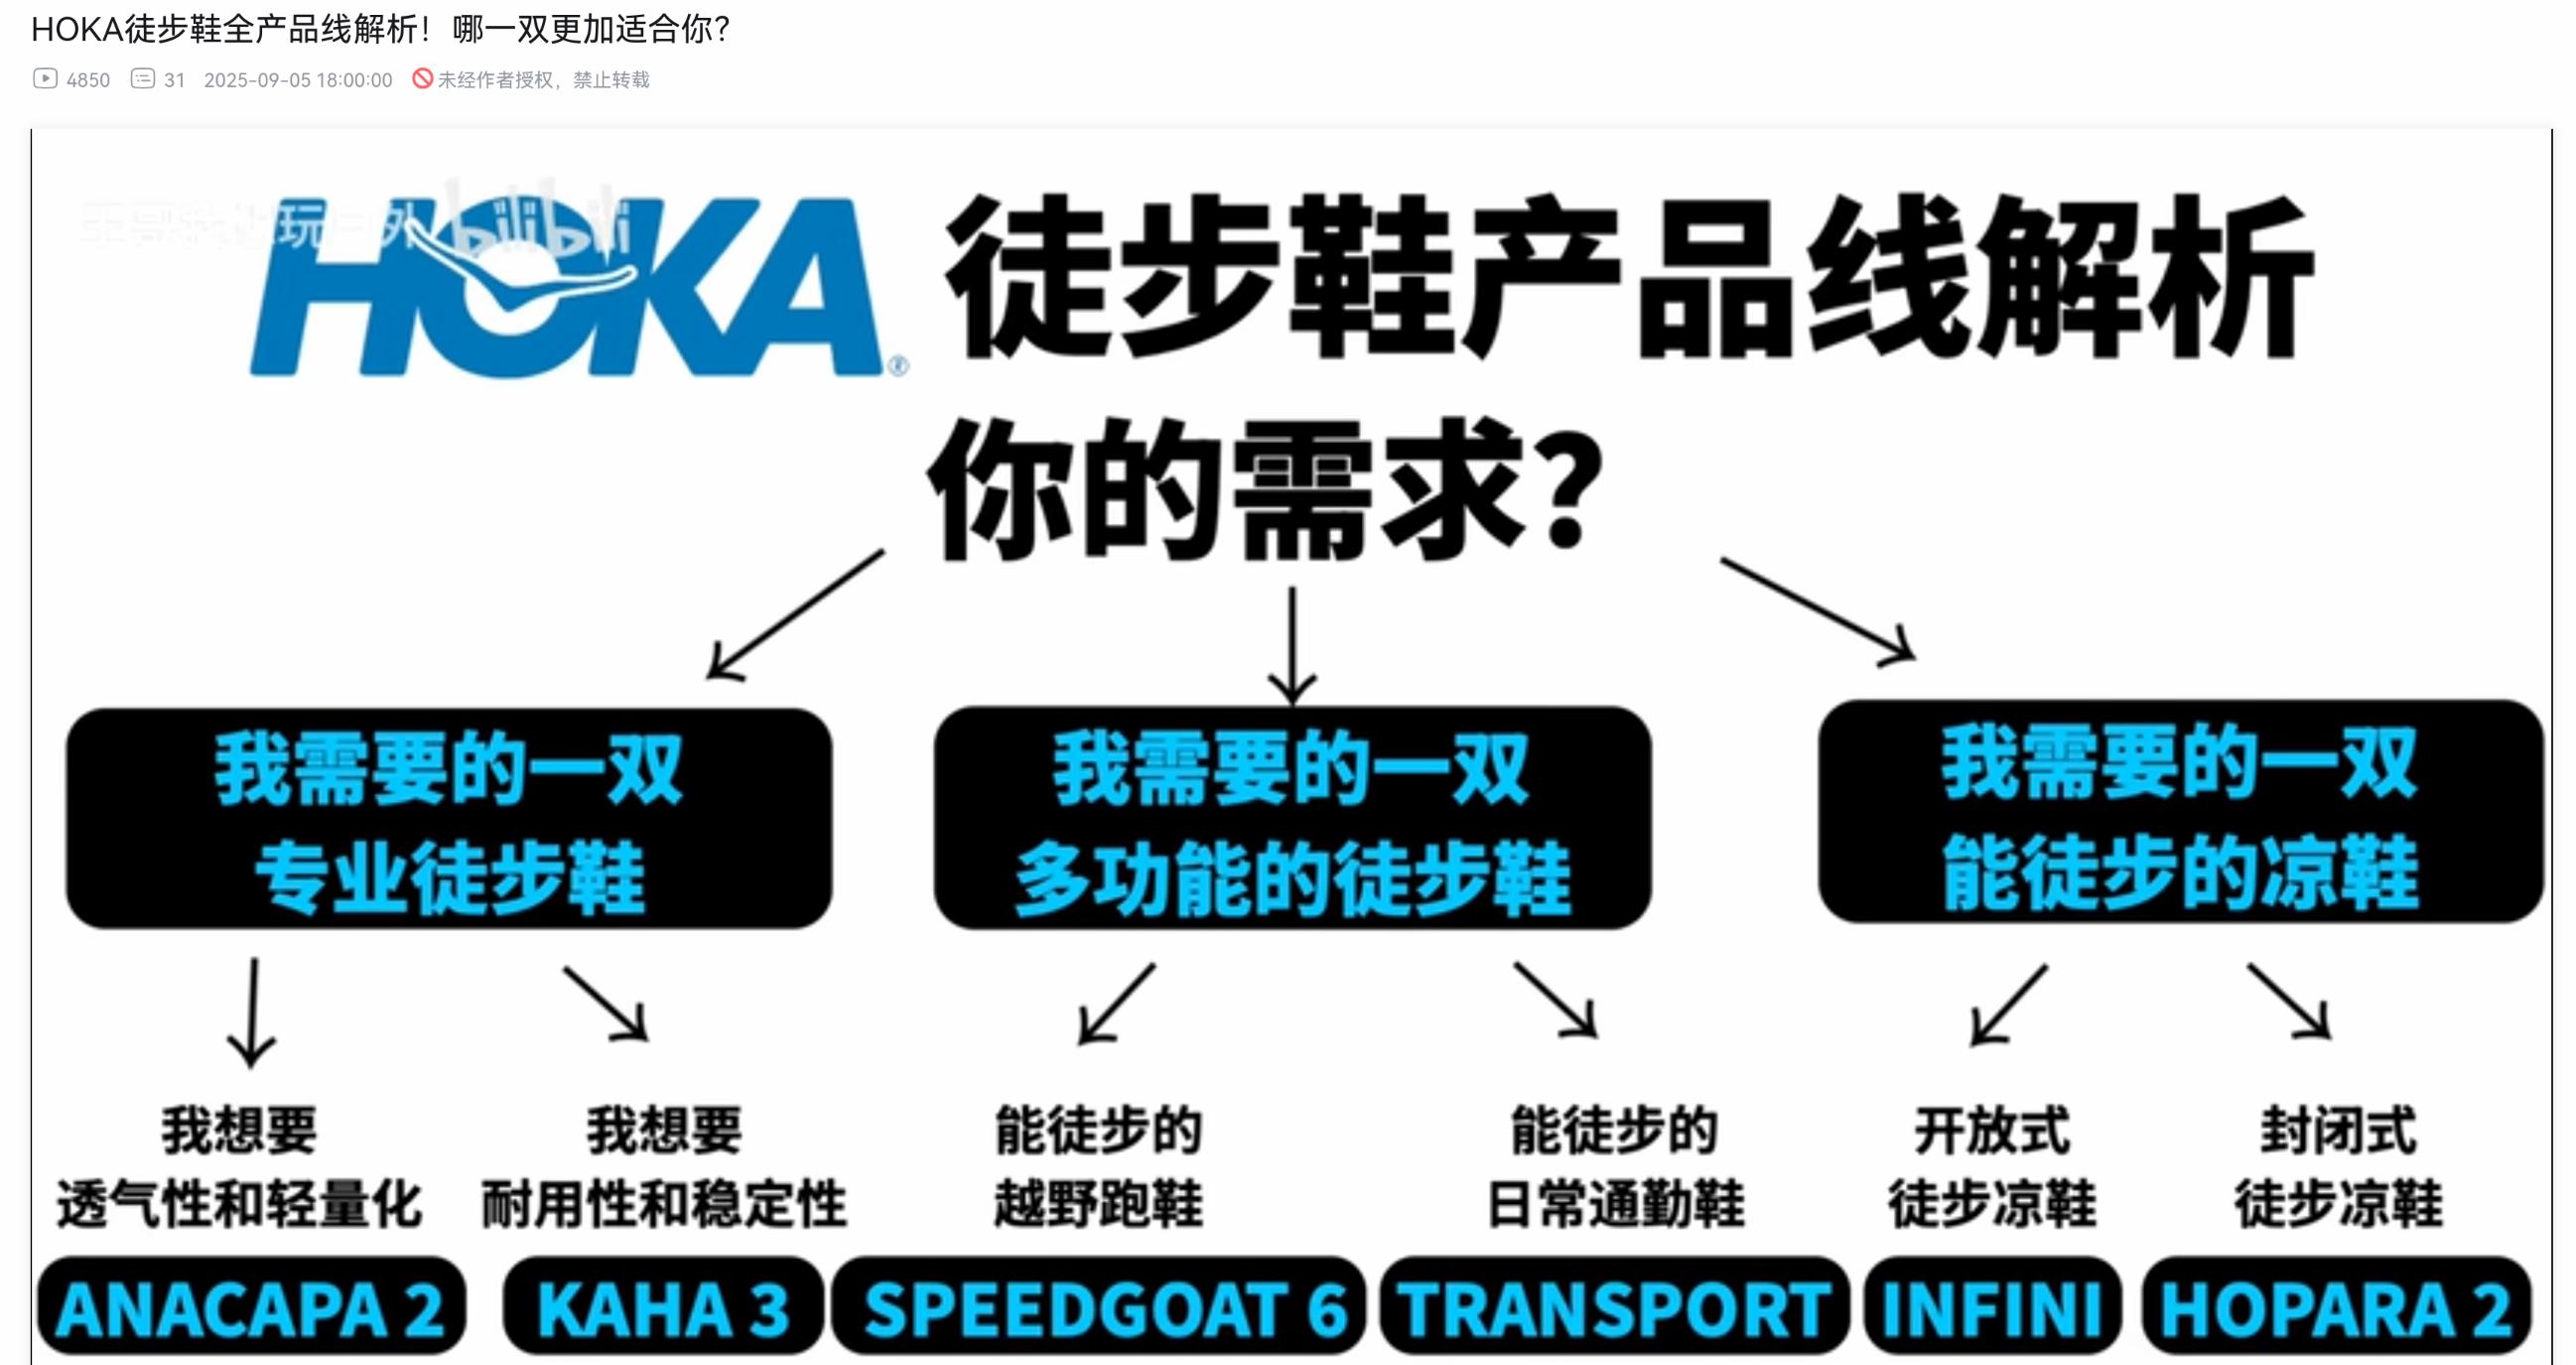 HOKA徒步鞋全产品线解析！哪一双更加适合你？
4850 31 2025-09-05 18:00:00 未经作者授权，禁止转载
bilibili
HOKA® 徒步鞋产品线解析
你的需求？
我需要的一双
专业徒步鞋
我需要的一双
多功能的徒步鞋
我需要的一双
能徒步的凉鞋
我想要
透气性和轻量化
我想要
耐用性和稳定性
能徒步的
越野跑鞋
能徒步的
日常通勤鞋
开放式
徒步凉鞋
封闭式
徒步凉鞋
ANACAPA 2
KAHA 3
SPEEDGOAT 6
TRANSPORT
INFINI
HOPARA 2